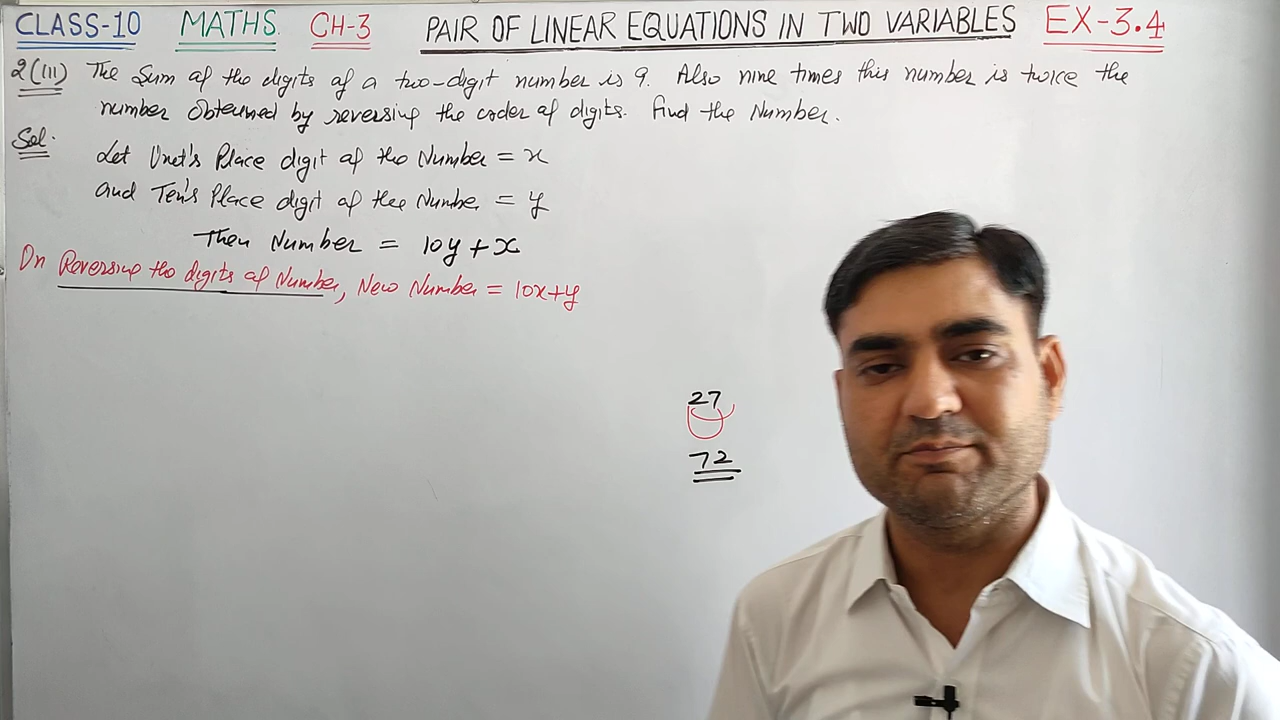 CLASS-10 MATHS CH-3 PAIR OF LINEAR EQUATIONS IN TWO VARIABLES EX-3.4
2(III) The Sum of the digits of a two-digit number is 9. Also nine times this number is twice the
number obtained by reversing the order of digits. Find the Number.
Sol:
Let Unit's Place digit of the Number = x
and Ten's Place digit of the Number = y
Then Number = 10y + x
On Reversing the digits of Number, New Number = 10x+y
27
72